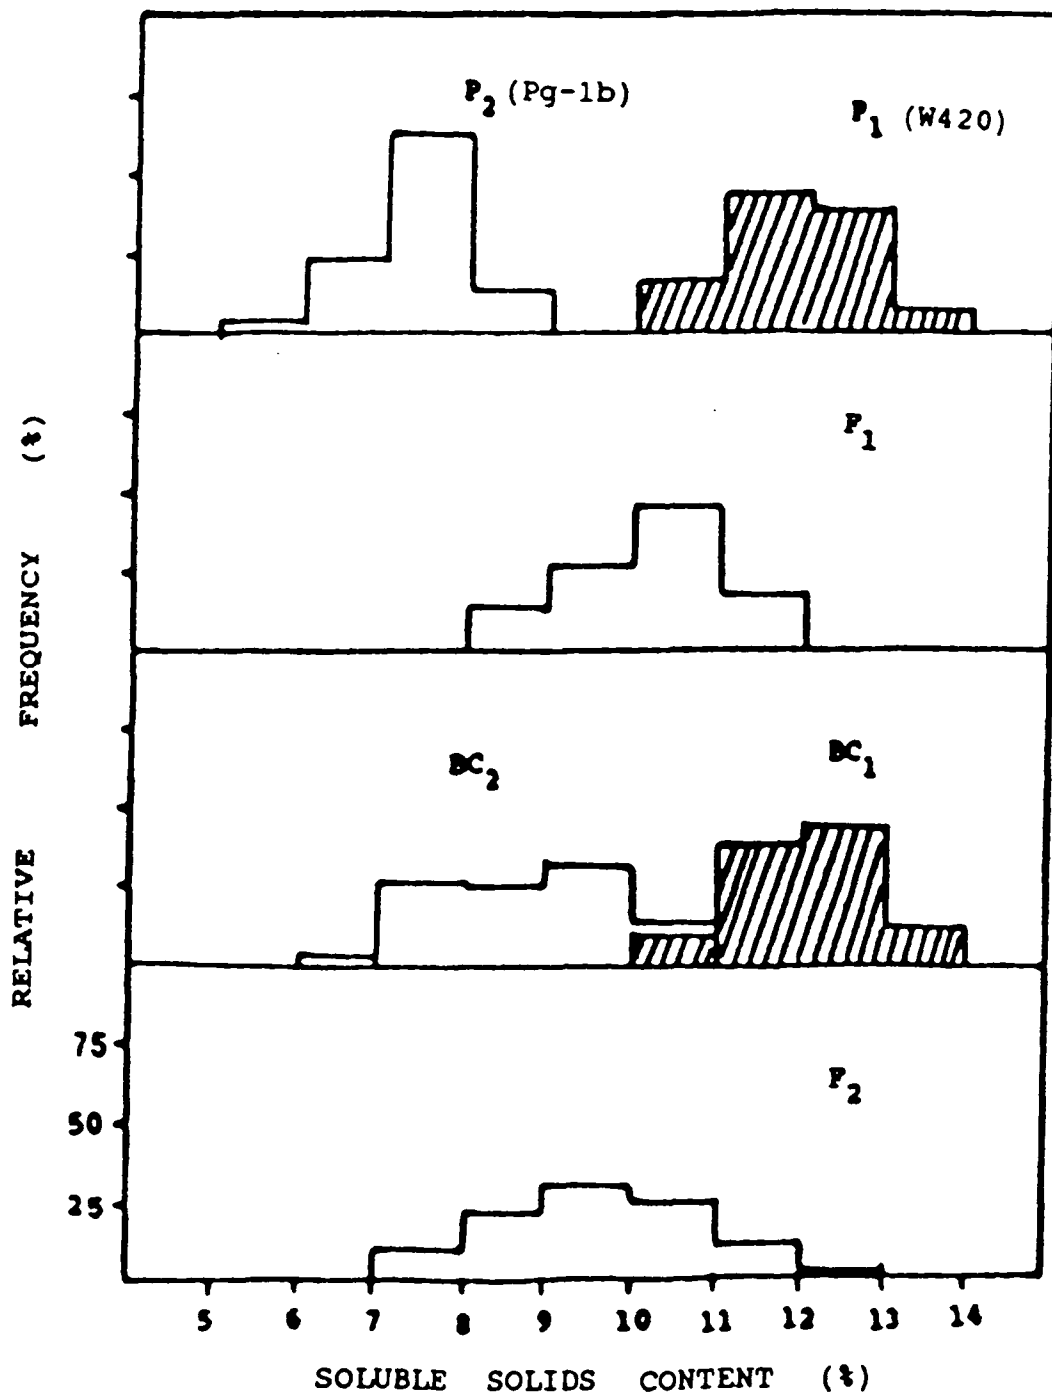 P2 (Pg-1b)
P1 (W420)
F1
BC2
BC1
F2
RELATIVE FREQUENCY (%)
75
50
25
5 6 7 8 9 10 11 12 13 14
SOLUBLE SOLIDS CONTENT (%)